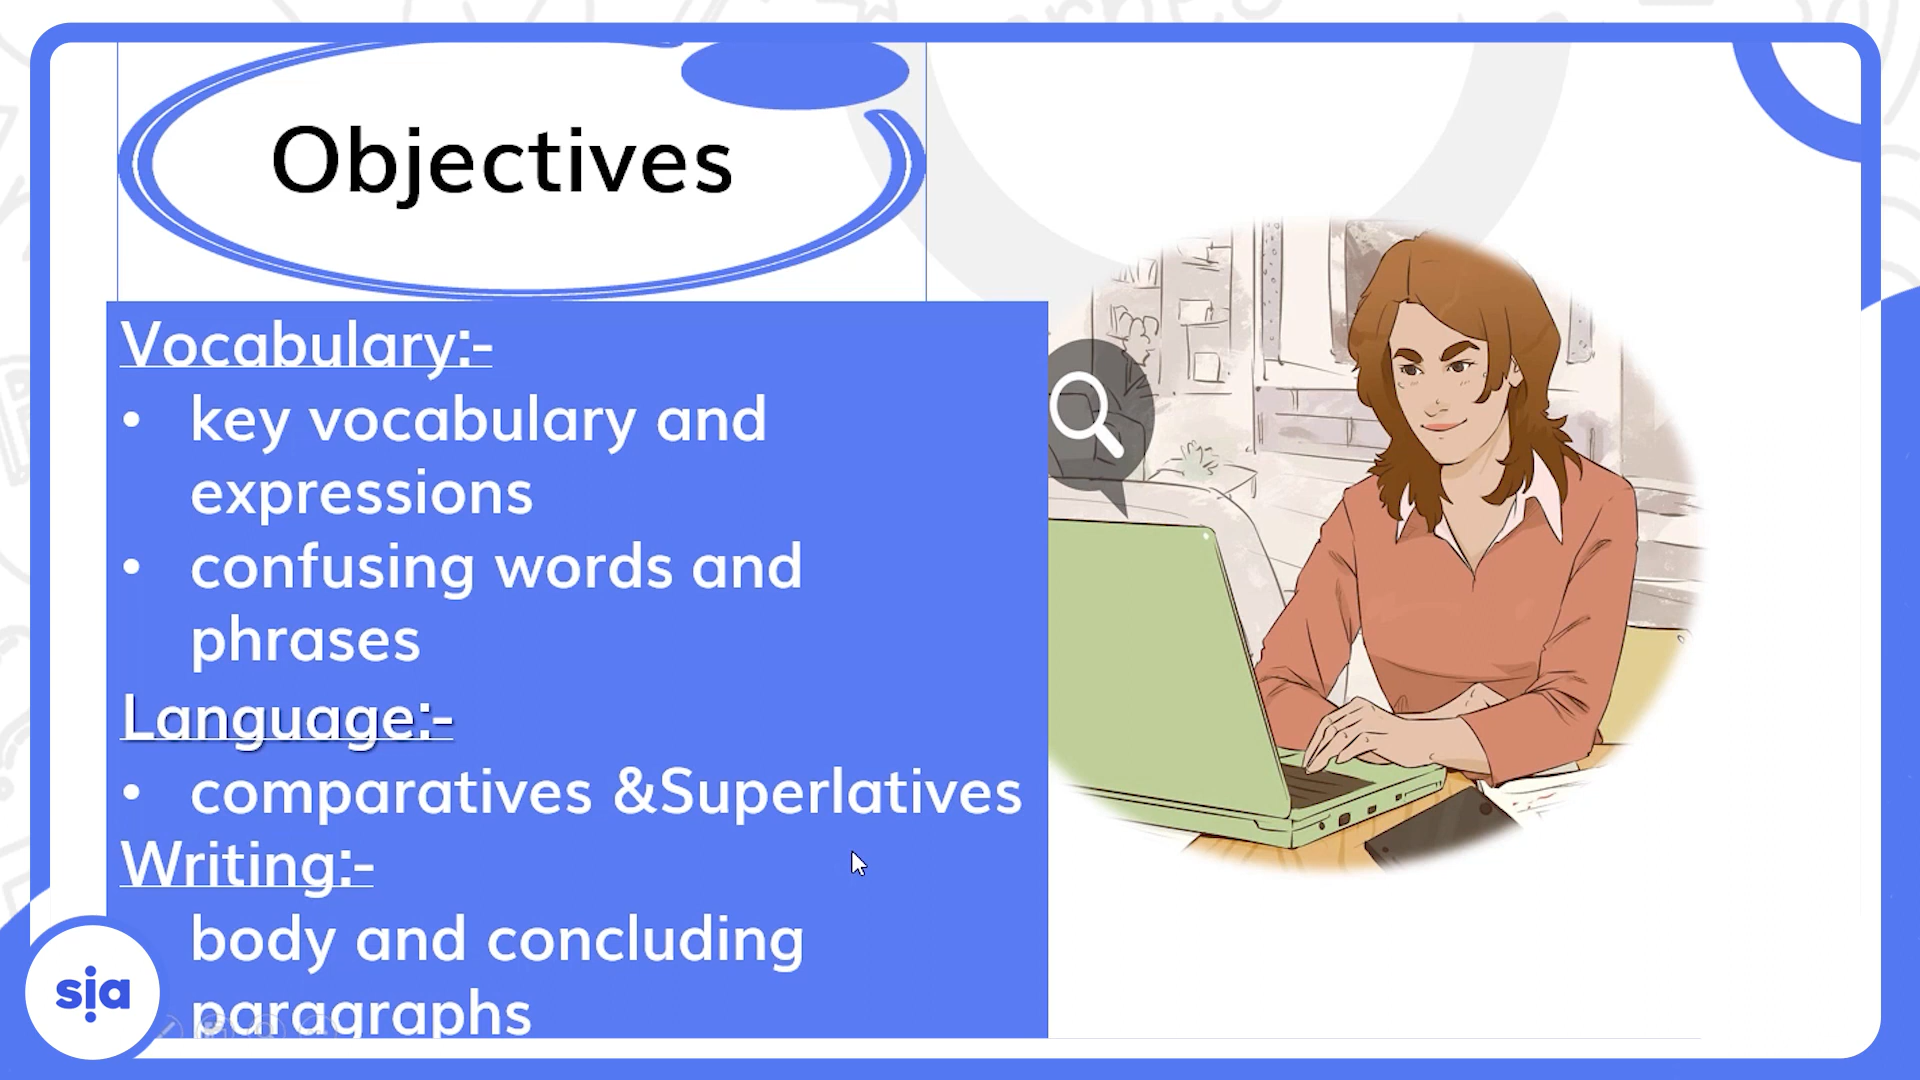 Objectives
Vocabulary:-
• key vocabulary and
expressions
• confusing words and
phrases
Language:-
• comparatives &Superlatives
Writing:-
body and concluding
paragraphs
sia